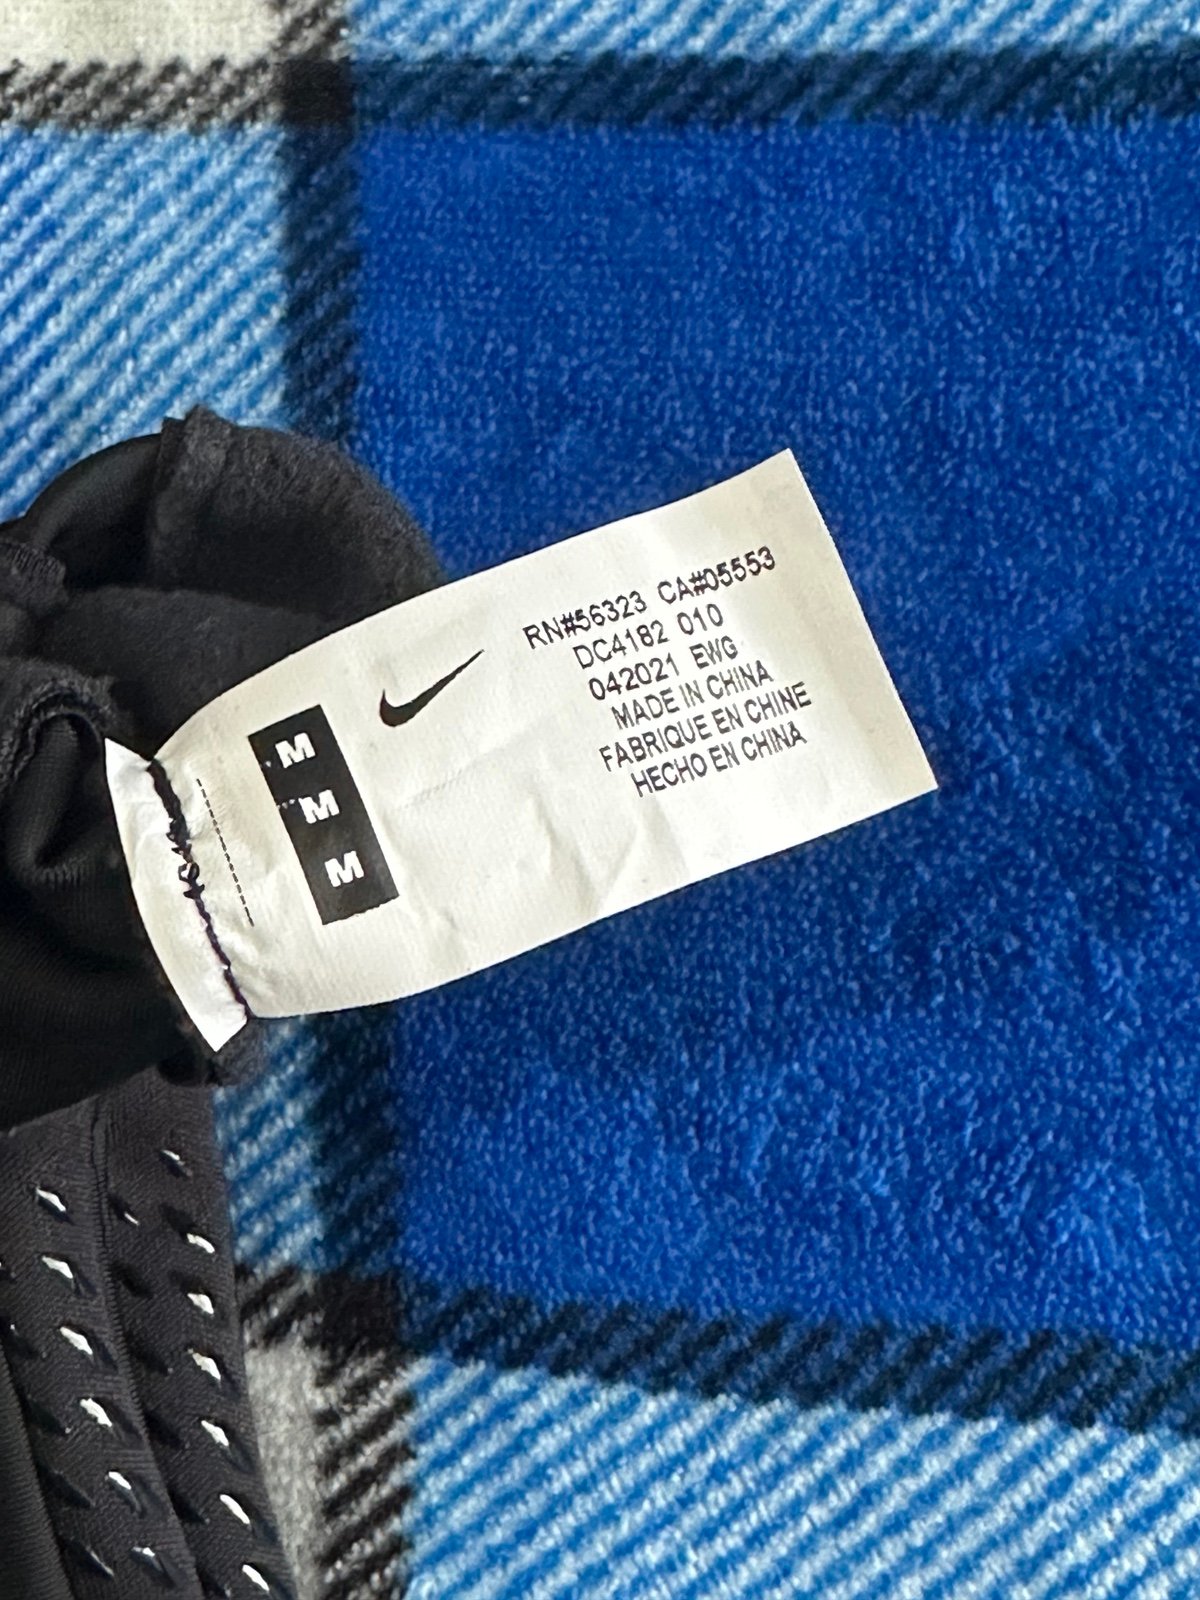 M
M
M
RN#56323 CA#05553
DC4182 010
042021 EWG
MADE IN CHINA
FABRIQUE EN CHINE
HECHO EN CHINA